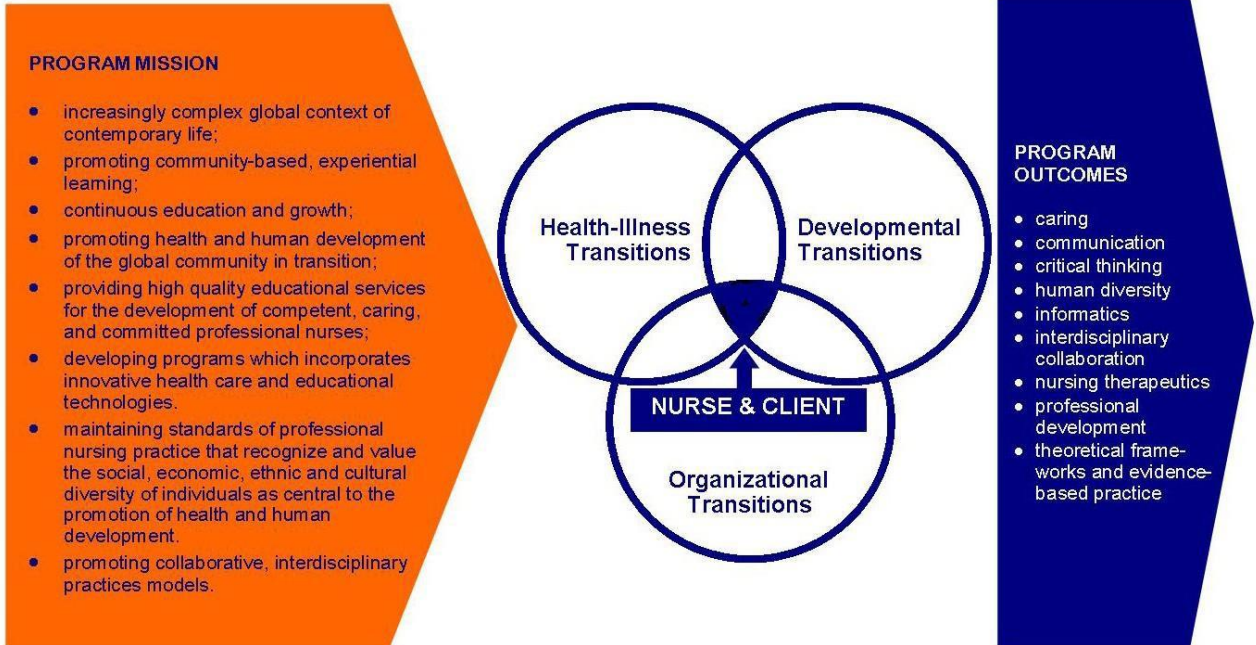 PROGRAM MISSION
• increasingly complex global context of
contemporary life;
• promoting community-based, experiential
learning;
• continuous education and growth;
• promoting health and human development
of the global community in transition;
• providing high quality educational services
for the development of competent, caring,
and committed professional nurses;
• developing programs which incorporates
innovative health care and educational
technologies.
• maintaining standards of professional
nursing practice that recognize and value
the social, economic, ethnic and cultural
diversity of individuals as central to the
promotion of health and human
development.
• promoting collaborative, interdisciplinary
practices models.
Health-Illness
Transitions
Developmental
Transitions
NURSE & CLIENT
Organizational
Transitions
PROGRAM
OUTCOMES
• caring
• communication
• critical thinking
• human diversity
• informatics
• interdisciplinary
collaboration
• nursing therapeutics
• professional
development
• theoretical frame-
works and evidence-
based practice